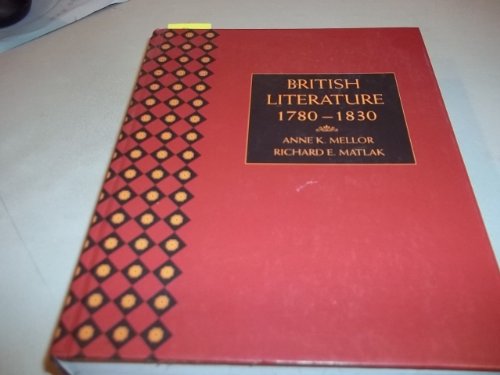 BRITISH
LITERATURE
1780–1830
ANNE K. MELLOR
RICHARD E. MATLAK